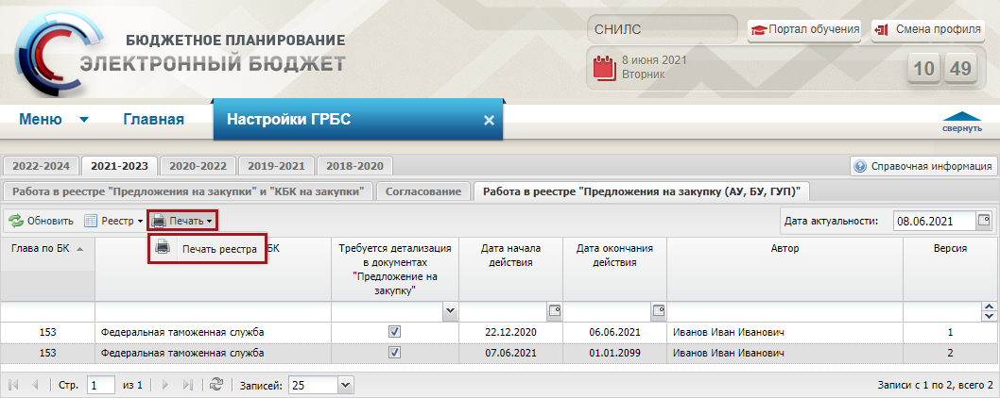 БЮДЖЕТНОЕ ПЛАНИРОВАНИЕ
ЭЛЕКТРОННЫЙ БЮДЖЕТ
СНИЛС
Портал обучения
Смена профиля
8 июня 2021
Вторник
10 49
Меню
Главная
Настройки ГРБС
свернуть
2022-2024 2021-2023 2020-2022 2019-2021 2018-2020
Справочная информация
Работа в реестре "Предложения на закупки" и "КБК на закупки" Согласование Работа в реестре "Предложения на закупку (АУ, БУ, ГУП)"
Обновить Реестр Печать
Дата актуальности: 08.06.2021
Печать реестра
Глава по БК
БК
Требуется детализация в документах "Предложение на закупку"
Дата начала действия
Дата окончания действия
Автор
Версия
153 Федеральная таможенная служба 22.12.2020 06.06.2021 Иванов Иван Иванович 1
153 Федеральная таможенная служба 07.06.2021 01.01.2099 Иванов Иван Иванович 2
Стр. 1 из 1 Записей: 25
Записи с 1 по 2, всего 2